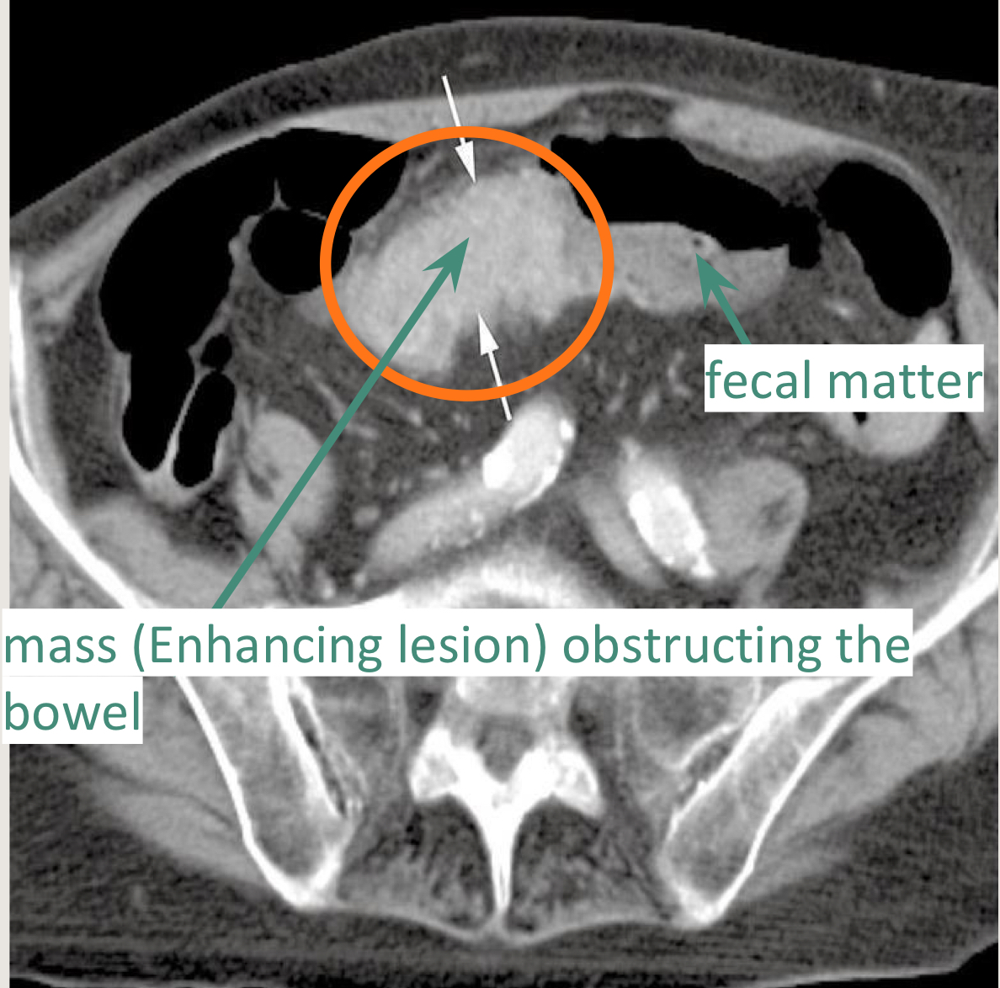 fecal matter
mass (Enhancing lesion) obstructing the
bowel